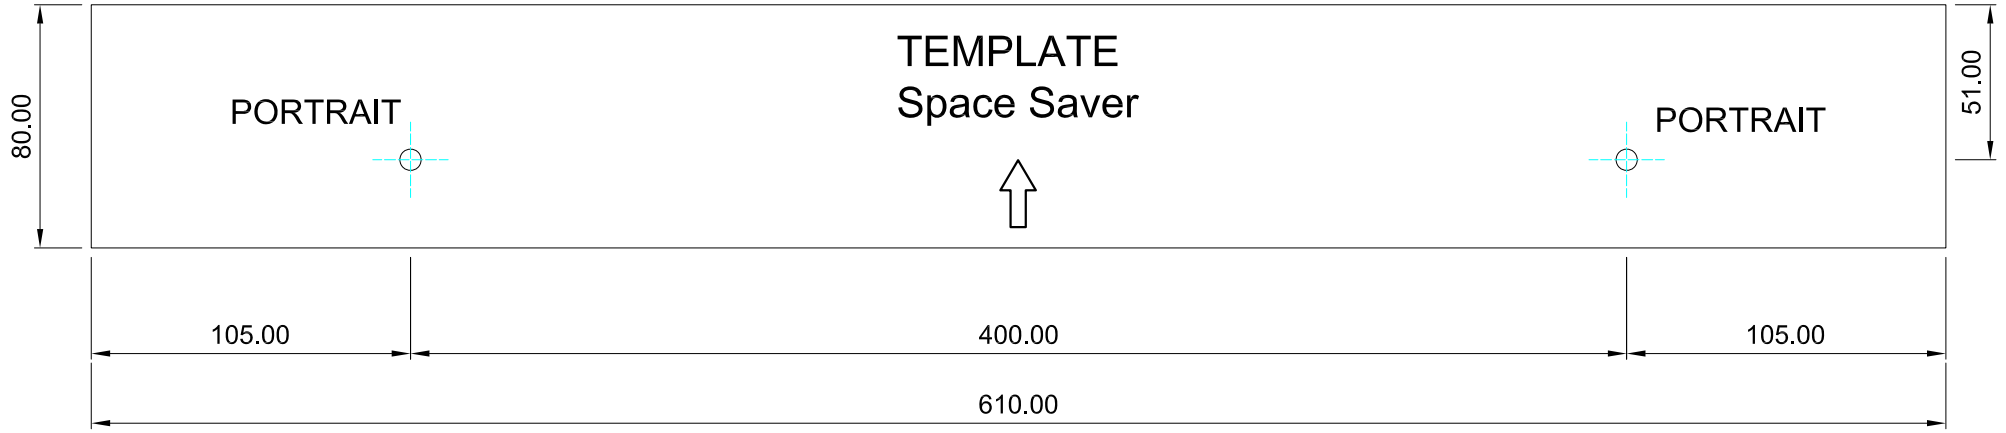 TEMPLATE
Space Saver
PORTRAIT
PORTRAIT
80.00
51.00
105.00
400.00
105.00
610.00